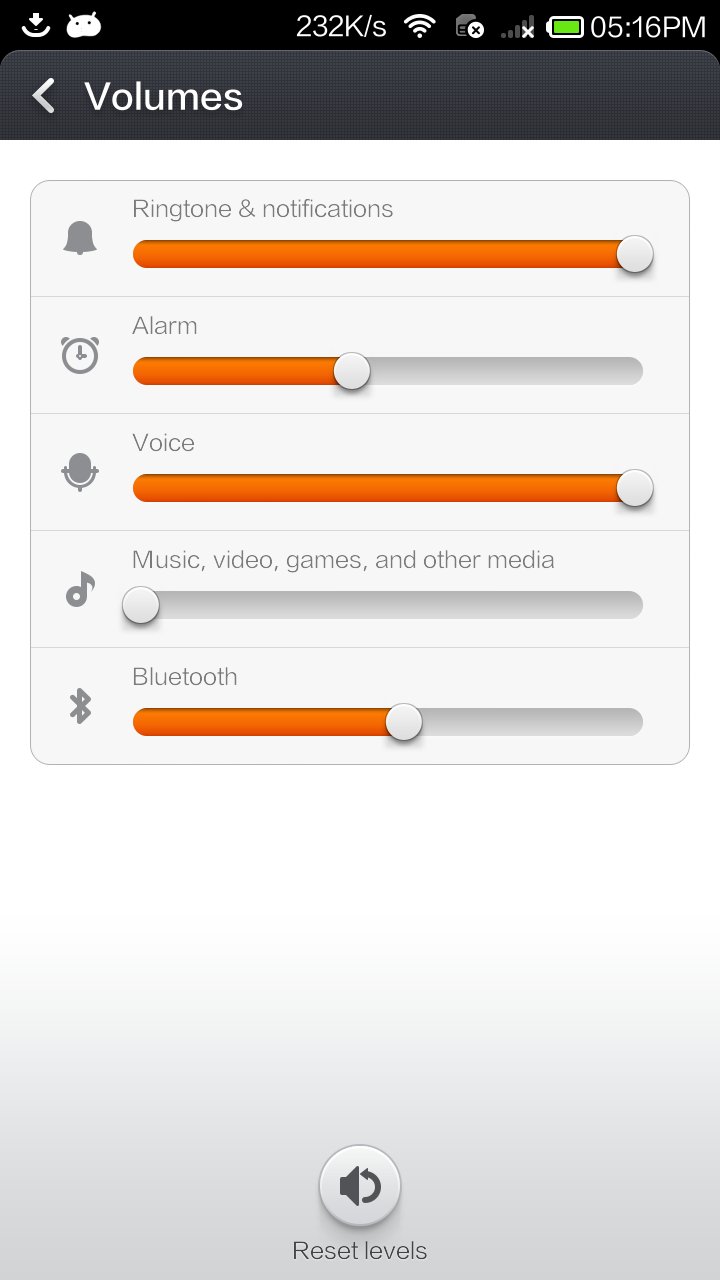 232K/s 05:16PM
Volumes
Ringtone & notifications
Alarm
Voice
Music, video, games, and other media
Bluetooth
Reset levels